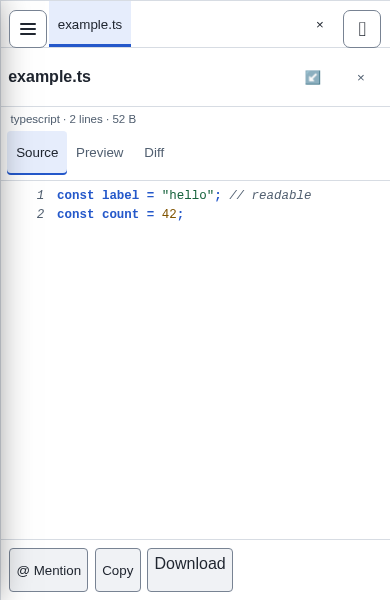 example.ts ×
example.ts ×
typescript · 2 lines · 52 B
Source Preview Diff
1 const label = "hello"; // readable
2 const count = 42;
@ Mention Copy Download